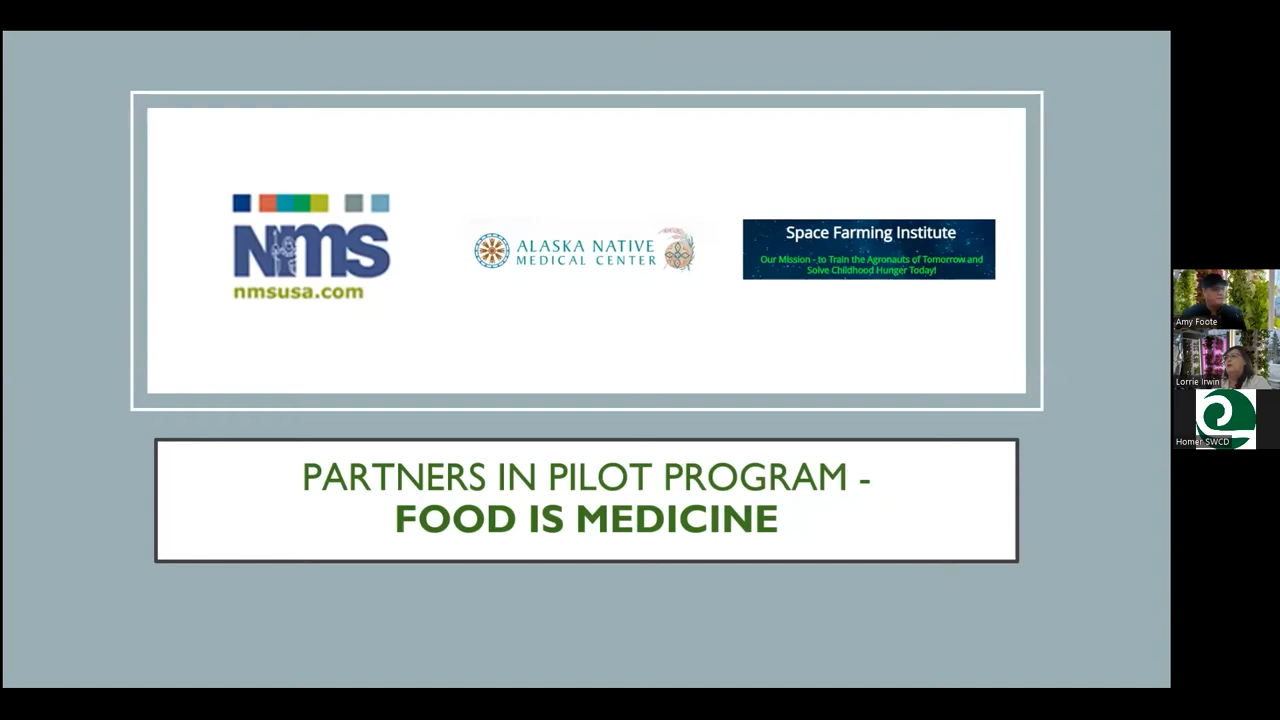 NMS
nmsusa.com
ALASKA NATIVE
MEDICAL CENTER
Space Farming Institute
Our Mission - to Train the Agronauts of Tomorrow and
Solve Childhood Hunger Today!
PARTNERS IN PILOT PROGRAM -
FOOD IS MEDICINE
Amy Foote
Lorrie Irwin
Homer SWCD